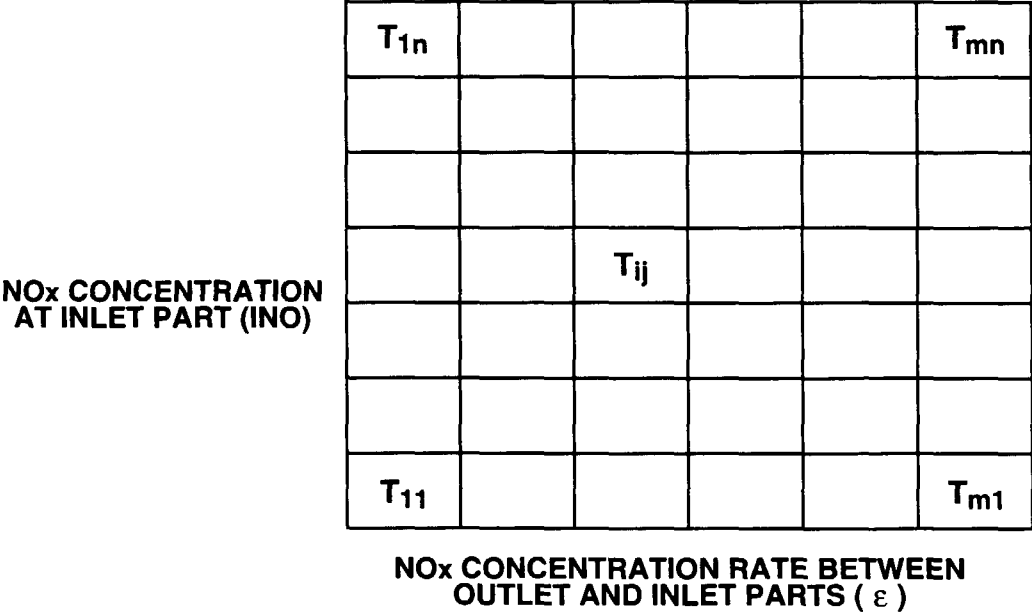 T1n
Tmn
Tij
NOx CONCENTRATION
AT INLET PART (INO)
T11
Tm1
NOx CONCENTRATION RATE BETWEEN
OUTLET AND INLET PARTS ( ε )